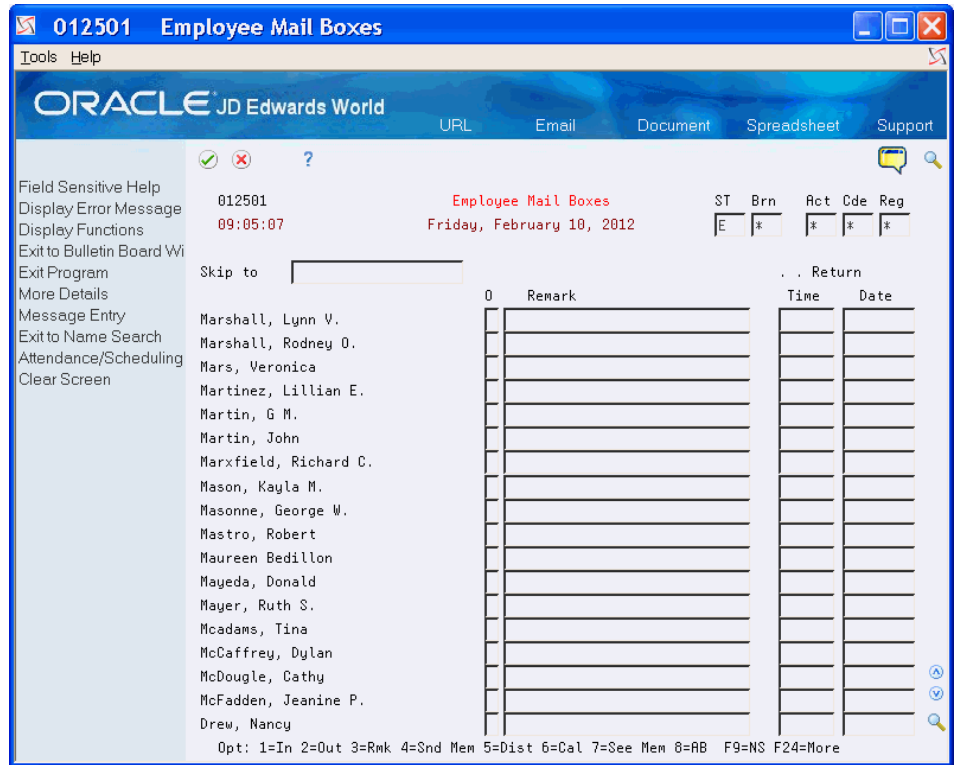 012501 Employee Mail Boxes
Tools Help
ORACLE JD Edwards World
URL Email Document Spreadsheet Support
?
Field Sensitive Help
Display Error Message
Display Functions
Exit to Bulletin Board Wi
Exit Program
More Details
Message Entry
Exit to Name Search
Attendance/Scheduling
Clear Screen
012501 Employee Mail Boxes ST Brn Act Cde Reg
09:05:07 Friday, February 10, 2012 E * * * *
Skip to . . Return
O Remark Time Date
Marshall, Lynn V.
Marshall, Rodney O.
Mars, Veronica
Martinez, Lillian E.
Martin, G M.
Martin, John
Marxfield, Richard C.
Mason, Kayla M.
Masonne, George W.
Mastro, Robert
Maureen Bedillon
Mayeda, Donald
Mayer, Ruth S.
Mcadams, Tina
McCaffrey, Dylan
McDougle, Cathy
McFadden, Jeanine P.
Drew, Nancy
Opt: 1=In 2=Out 3=Rmk 4=Snd Mem 5=Dist 6=Cal 7=See Mem 8=AB F9=NS F24=More